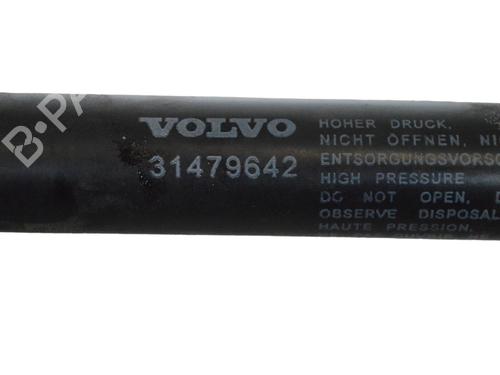 VOLVO
31479642
HOHER DRUCK.
NICHT ÖFFNEN,
ENTSORGUNGSVORS
HIGH PRESSURE
DO NOT OPEN,
OBSERVE DISPOSAL
HAUTE PRESSION.
B-PA